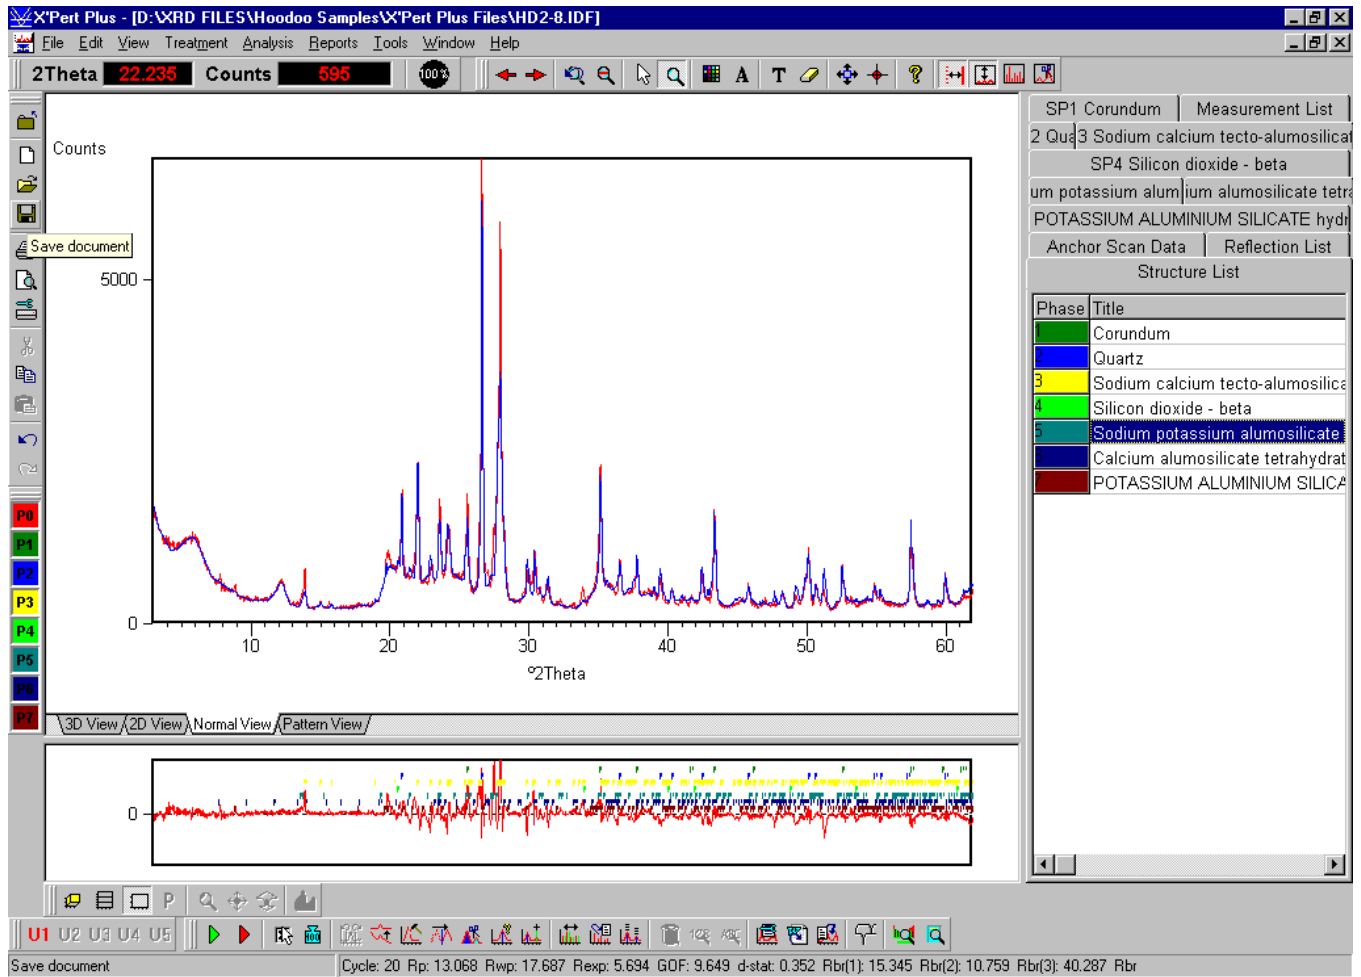 X'Pert Plus - [D:\XRD FILES\Hoodoo Samples\X'Pert Plus Files\HD2-8.IDF]
File Edit View Treatment Analysis Reports Tools Window Help
2Theta 22.235 Counts 595 100% A T
SP1 Corundum Measurement List
2 Qua 3 Sodium calcium tecto-alumosilicat
SP4 Silicon dioxide - beta
um potassium alum ium alumosilicate tetra
POTASSIUM ALUMINIUM SILICATE hydr
Anchor Scan Data Reflection List
Structure List
Phase Title
1 Corundum
2 Quartz
3 Sodium calcium tecto-alumosilica
4 Silicon dioxide - beta
5 Sodium potassium alumosilicate
6 Calcium alumosilicate tetrahydrat
7 POTASSIUM ALUMINIUM SILICA
Save document
Counts
5000
0
10 20 30 40 50 60
°2Theta
P0
P1
P2
P3
P4
P5
P6
P7
3D View 2D View Normal View Pattern View
0
P
U1 U2 U3 U4 U5
Save document Cycle: 20 Rp: 13.068 Rwp: 17.687 Rexp: 5.694 GOF: 9.649 d-stat: 0.352 Rbr(1): 15.345 Rbr(2): 10.759 Rbr(3): 40.287 Rbr